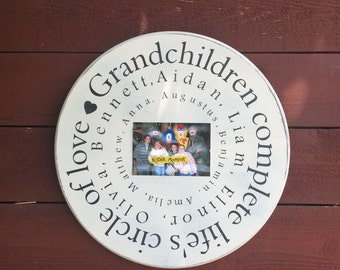 Grandchildren complete life's circle of love
Bennett, Aidan, Liam, Elinor, Olivia,
Anna, Augustus, Benjamin, Amelia, Matthew,